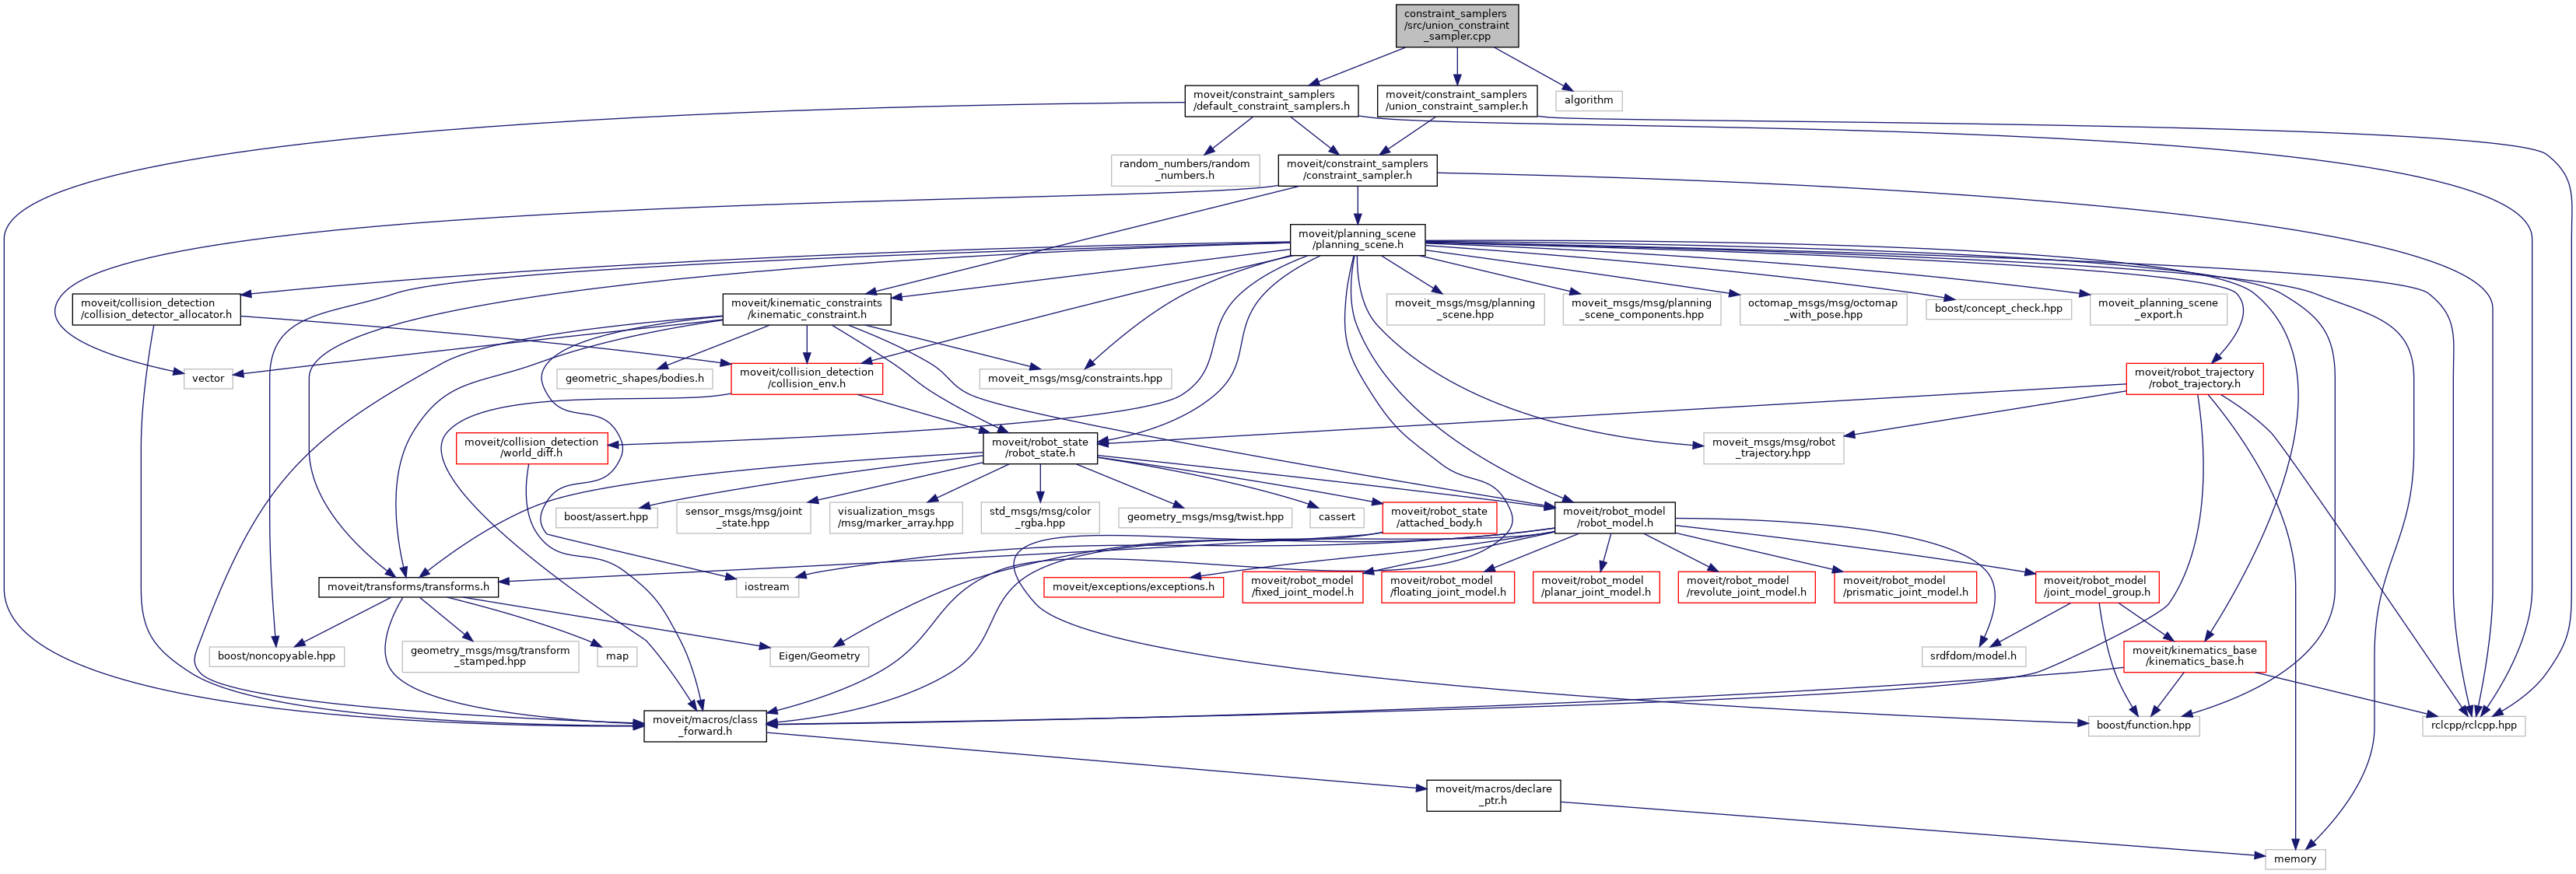 constraint_samplers
/src/union_constraint
_sampler.cpp
moveit/constraint_samplers
/default_constraint_samplers.h
moveit/constraint_samplers
/union_constraint_sampler.h
algorithm
random_numbers/random
_numbers.h
moveit/constraint_samplers
/constraint_sampler.h
moveit/planning_scene
/planning_scene.h
moveit/collision_detection
/collision_detector_allocator.h
moveit/kinematic_constraints
/kinematic_constraint.h
moveit_msgs/msg/planning
_scene.hpp
moveit_msgs/msg/planning
_scene_components.hpp
octomap_msgs/msg/octomap
_with_pose.hpp
boost/concept_check.hpp
moveit_planning_scene
_export.h
vector
geometric_shapes/bodies.h
moveit/collision_detection
/collision_env.h
moveit_msgs/msg/constraints.hpp
moveit/robot_trajectory
/robot_trajectory.h
moveit/collision_detection
/world_diff.h
moveit/robot_state
/robot_state.h
moveit_msgs/msg/robot
_trajectory.hpp
boost/assert.hpp
sensor_msgs/msg/joint
_state.hpp
visualization_msgs
/msg/marker_array.hpp
std_msgs/msg/color
_rgba.hpp
geometry_msgs/msg/twist.hpp
cassert
moveit/robot_state
/attached_body.h
moveit/robot_model
/robot_model.h
moveit/transforms/transforms.h
iostream
moveit/exceptions/exceptions.h
moveit/robot_model
/fixed_joint_model.h
moveit/robot_model
/floating_joint_model.h
moveit/robot_model
/planar_joint_model.h
moveit/robot_model
/revolute_joint_model.h
moveit/robot_model
/prismatic_joint_model.h
moveit/robot_model
/joint_model_group.h
boost/noncopyable.hpp
geometry_msgs/msg/transform
_stamped.hpp
map
Eigen/Geometry
srdfdom/model.h
moveit/kinematics_base
/kinematics_base.h
moveit/macros/class
_forward.h
boost/function.hpp
rclcpp/rclcpp.hpp
moveit/macros/declare
_ptr.h
memory